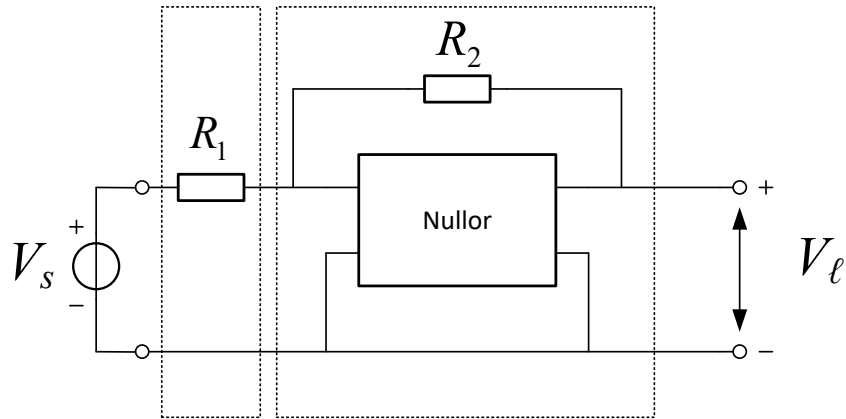 R₂
R₁
Nullor
+
+
Vₛ
−
Vℓ
−